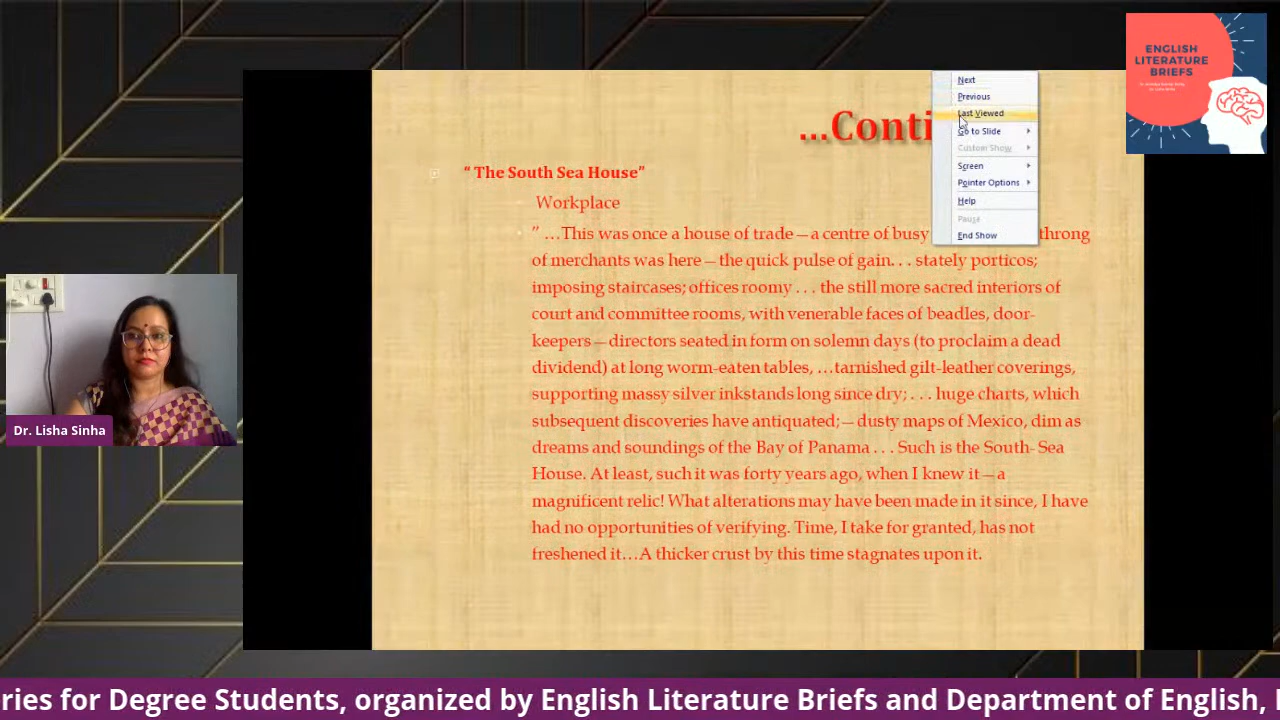 ENGLISH
LITERATURE
BRIEFS
Next
Previous
Last Viewed
Go to Slide
Custom Show
Screen
Pointer Options
Help
Pause
End Show
...Conti
“ The South Sea House”
Workplace
” …This was once a house of trade—a centre of busy throng
of merchants was here—the quick pulse of gain. . . stately porticos;
imposing staircases; offices roomy . . . the still more sacred interiors of
court and committee rooms, with venerable faces of beadles, door-
keepers—directors seated in form on solemn days (to proclaim a dead
dividend) at long worm-eaten tables, …tarnished gilt-leather coverings,
supporting massy silver inkstands long since dry; . . . huge charts, which
subsequent discoveries have antiquated;—dusty maps of Mexico, dim as
dreams and soundings of the Bay of Panama . . . Such is the South- Sea
House. At least, such it was forty years ago, when I knew it—a
magnificent relic! What alterations may have been made in it since, I have
had no opportunities of verifying. Time, I take for granted, has not
freshened it…A thicker crust by this time stagnates upon it.
Dr. Lisha Sinha
ries for Degree Students, organized by English Literature Briefs and Department of English,